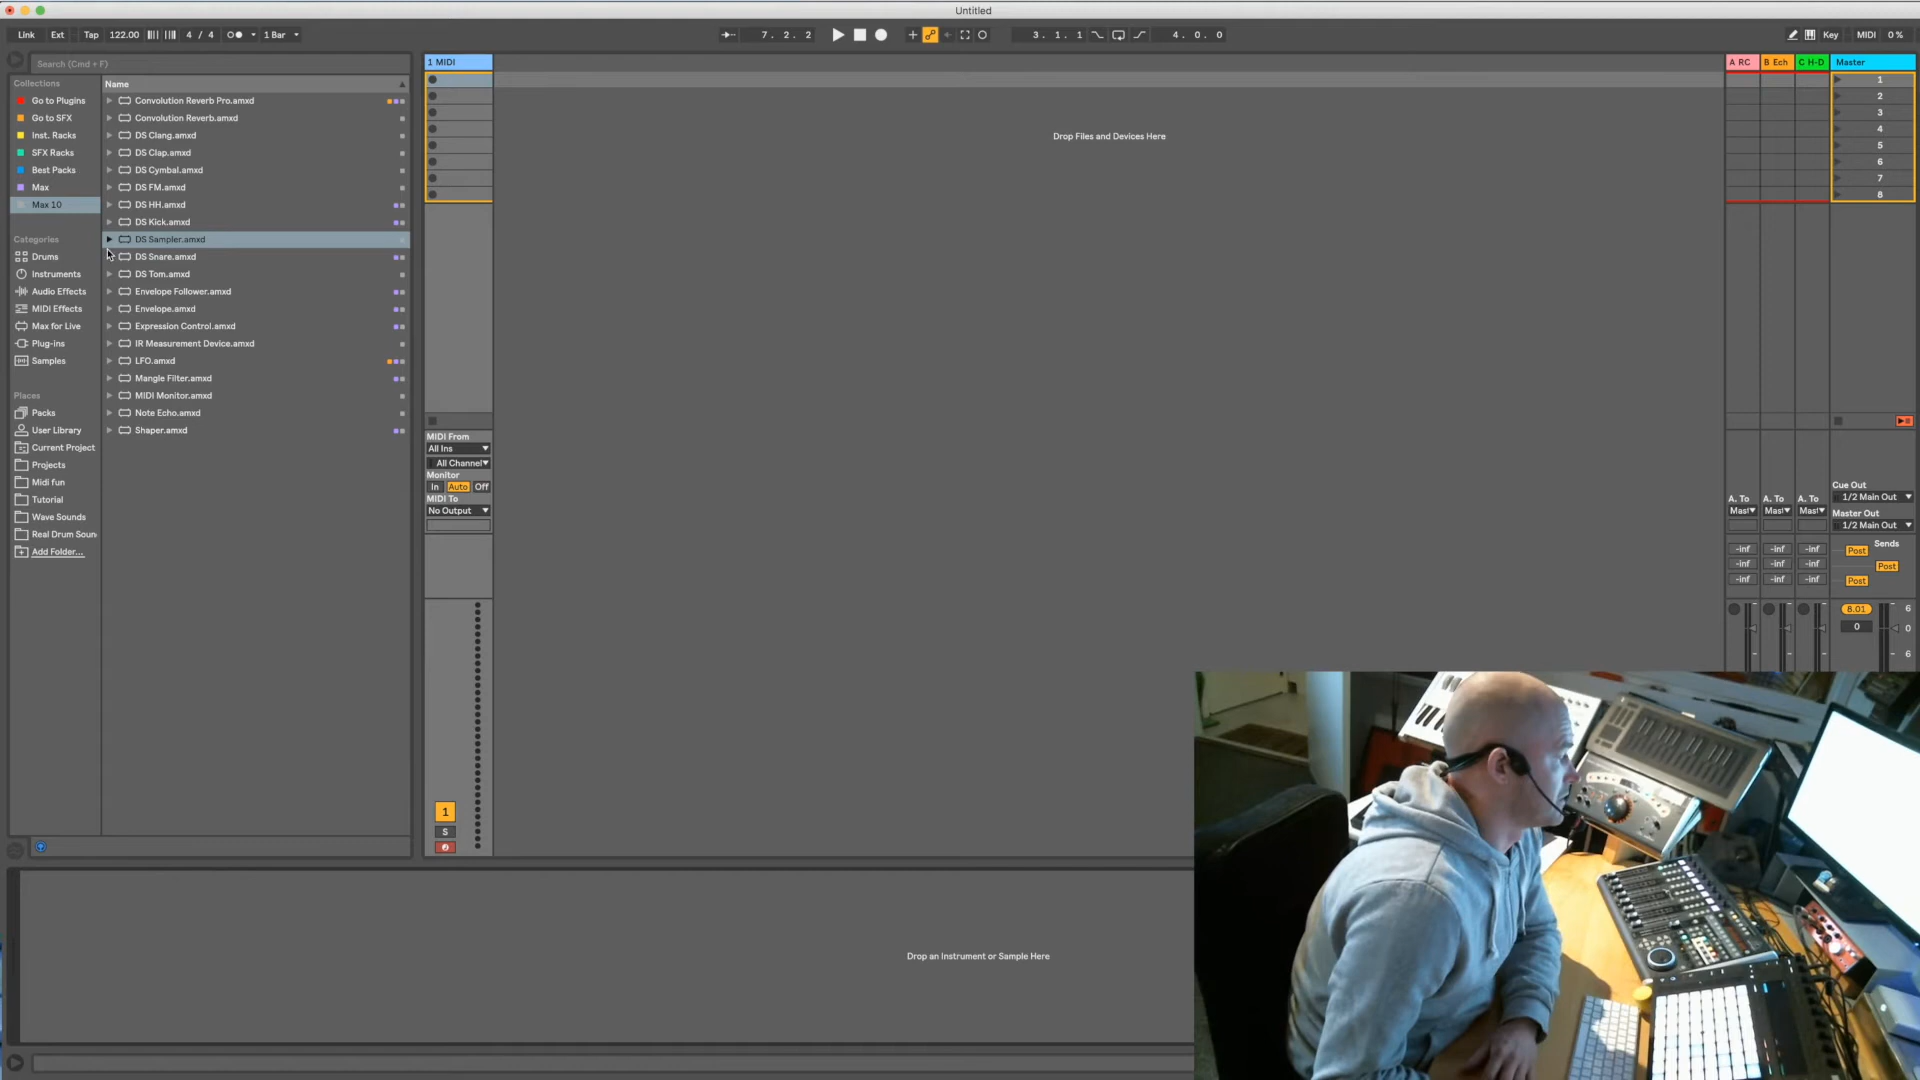 Untitled
Link Ext Tap 122.00 4 / 4 1 Bar 7. 2. 2 3. 1. 1 4. 0. 0 Key MIDI 0 %
Search (Cmd + F)
Collections
Go to Plugins
Go to SFX
Inst. Racks
SFX Racks
Best Packs
Max
Max 10
Categories
Drums
Instruments
Audio Effects
MIDI Effects
Max for Live
Plug-ins
Samples
Places
Packs
User Library
Current Project
Projects
Midi fun
Tutorial
Wave Sounds
Real Drum Soun
Add Folder...
Name
Convolution Reverb Pro.amxd
Convolution Reverb.amxd
DS Clang.amxd
DS Clap.amxd
DS Cymbal.amxd
DS FM.amxd
DS HH.amxd
DS Kick.amxd
DS Sampler.amxd
DS Snare.amxd
DS Tom.amxd
Envelope Follower.amxd
Envelope.amxd
Expression Control.amxd
IR Measurement Device.amxd
LFO.amxd
Mangle Filter.amxd
MIDI Monitor.amxd
Note Echo.amxd
Shaper.amxd
1 MIDI
MIDI From
All Ins
All Channel
Monitor
In Auto Off
MIDI To
No Output
1
S
Drop Files and Devices Here
A RC B Ech C H-D Master
1
2
3
4
5
6
7
8
Cue Out
1/2 Main Out
A. To A. To A. To
Mast Mast Mast
Master Out
1/2 Main Out
Sends
-inf -inf -inf Post
-inf -inf -inf Post
-inf -inf -inf Post
8.01 6
0 0
6
Drop an Instrument or Sample Here